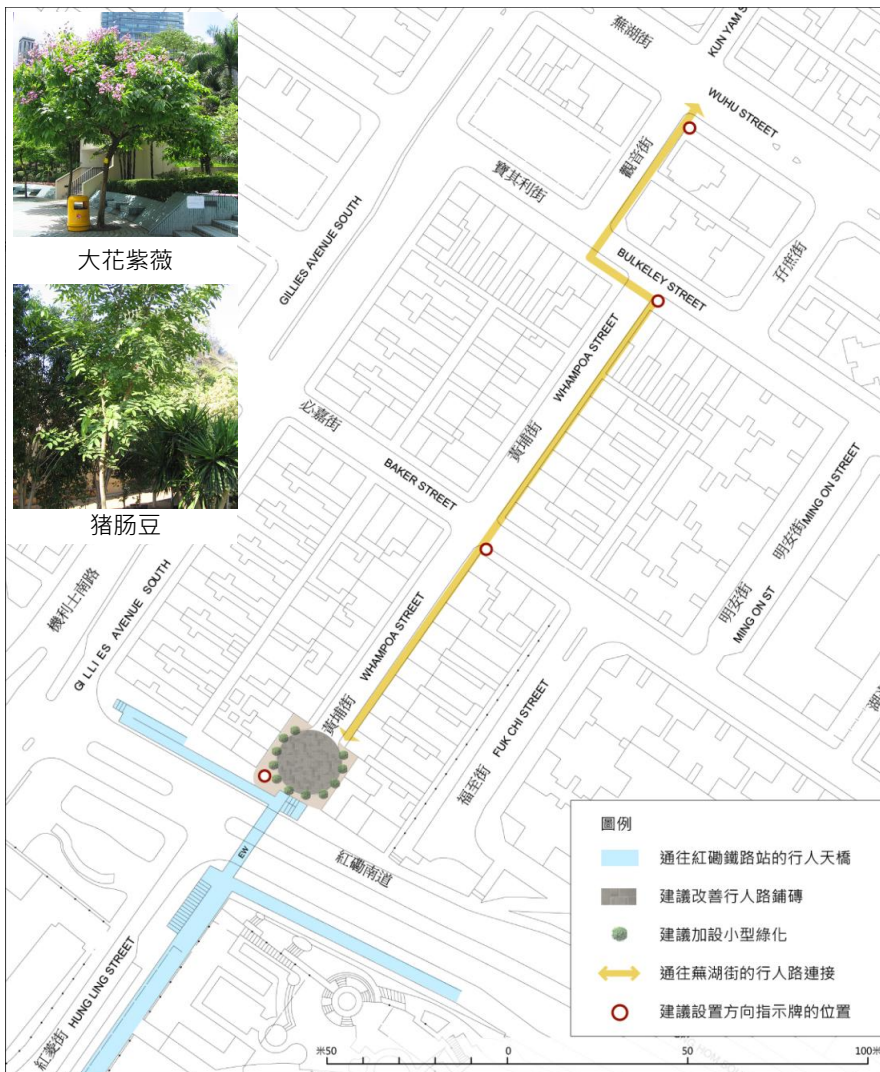 大花紫薇
猪肠豆
蕪湖街
KUN YAM S
WUHU STREET
觀音街
寶其利街
GILLIES AVENUE SOUTH
BULKELEY STREET
孖庶街
WHAMPOA STREET
黃埔街
必嘉街
BAKER STREET
MING ON STREET
明安街
明安街
MING ON ST
機利士南路
GILLIES AVENUE SOUTH
WHAMPOA STREET
黃埔街
FUK CHI STREET
福至街
湖
EW
紅磡南道
HUNG LING STREET
紅菱街
圖例
通往紅磡鐵路站的行人天橋
建議改善行人路鋪磚
建議加設小型綠化
通往蕪湖街的行人路連接
建議設置方向指示牌的位置
米50 0 50 100米